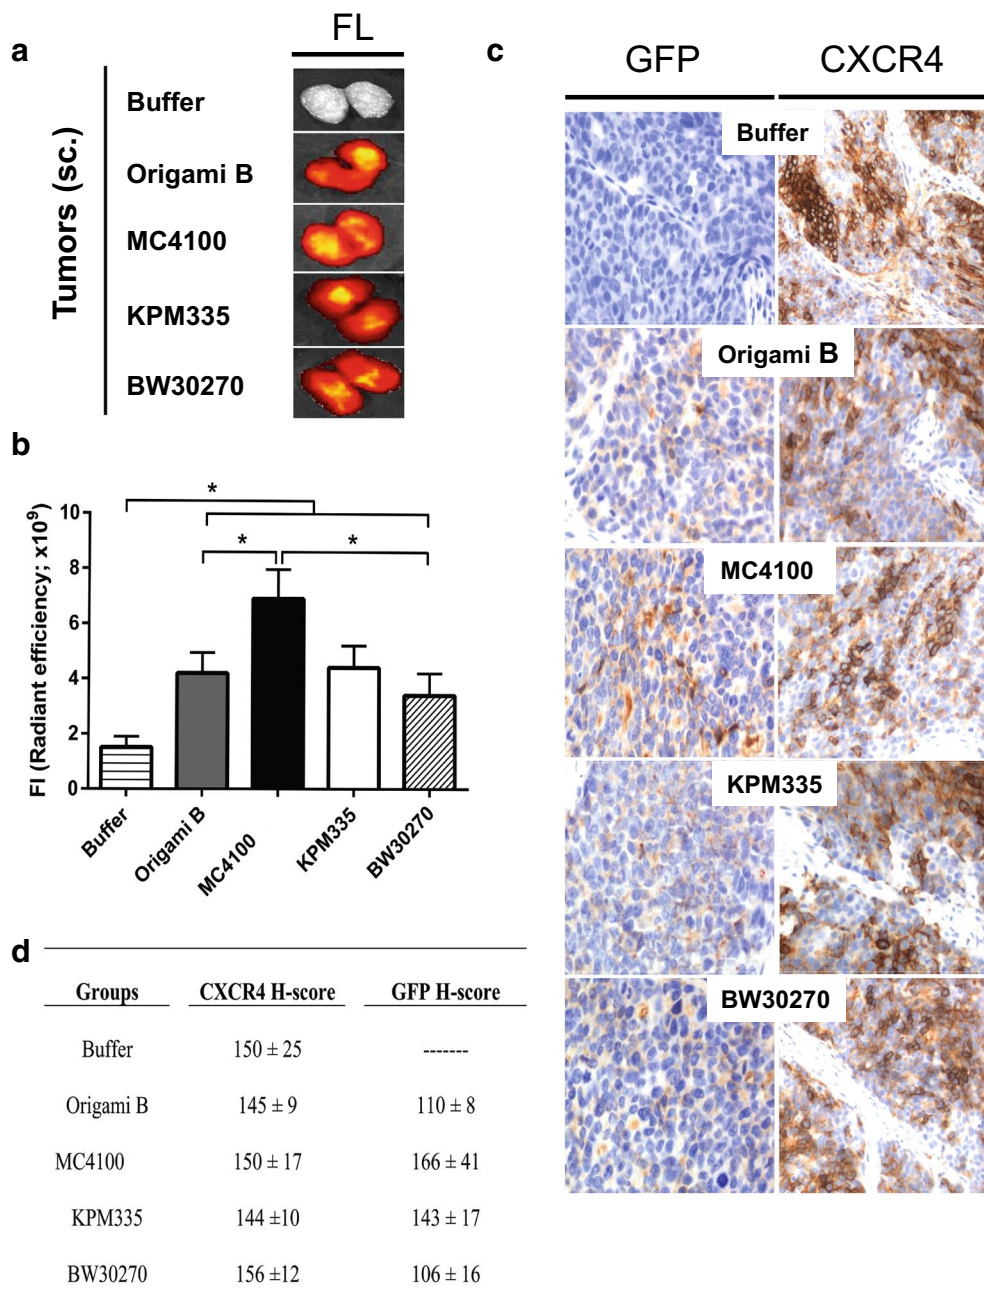 a
FL
Tumors (sc.)
Buffer
Origami B
MC4100
KPM335
BW30270
b
FI (Radiant efficiency; x10⁹)
10
8
6
4
2
0
*
*
*
Buffer
Origami B
MC4100
KPM335
BW30270
c
GFP
CXCR4
Buffer
Origami B
MC4100
KPM335
BW30270
d
Groups CXCR4 H-score GFP H-score
Buffer 150 ± 25 -------
Origami B 145 ± 9 110 ± 8
MC4100 150 ± 17 166 ± 41
KPM335 144 ±10 143 ± 17
BW30270 156 ±12 106 ± 16